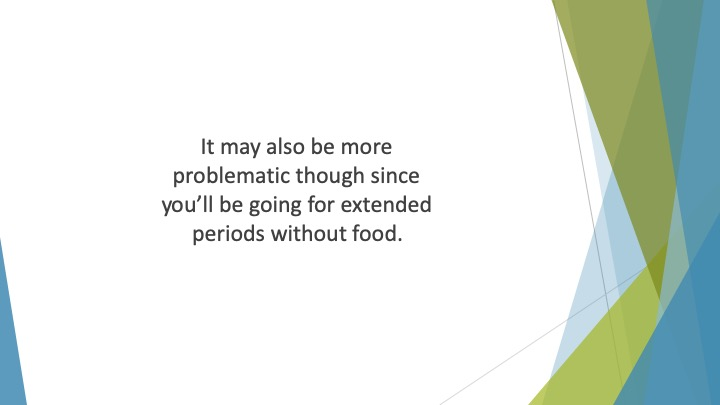 It may also be more
problematic though since
you’ll be going for extended
periods without food.